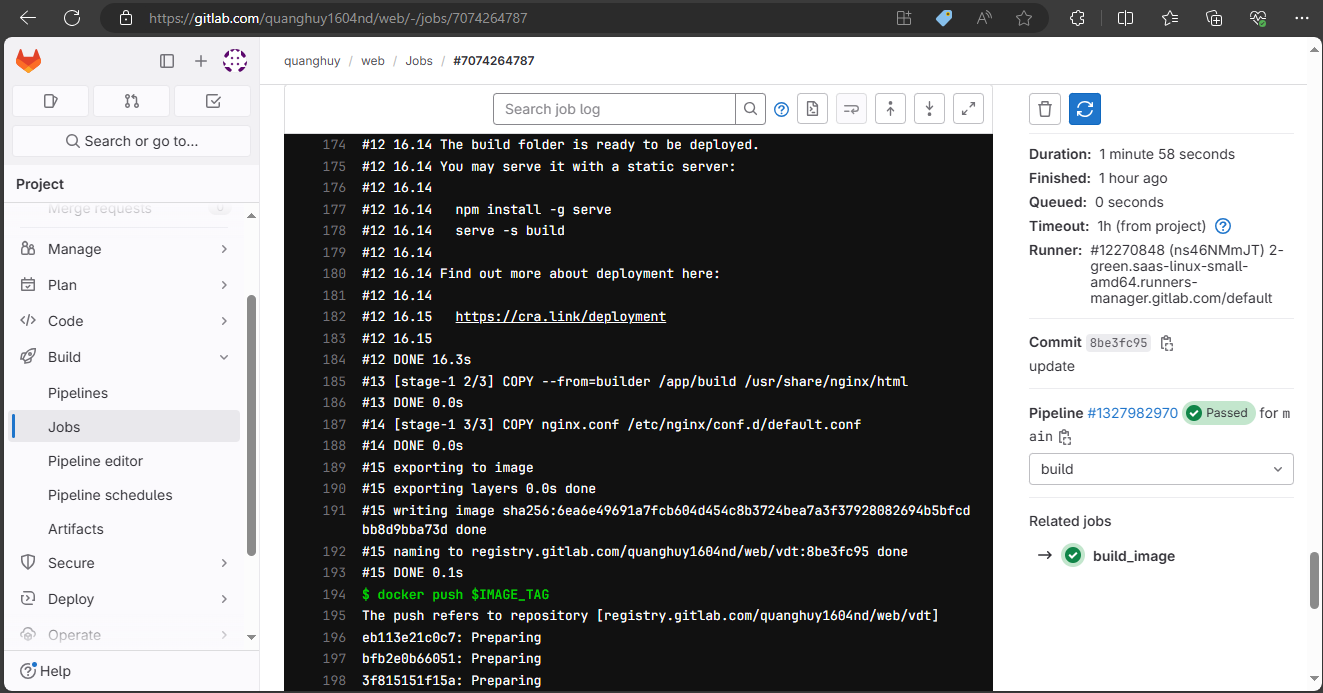 https://gitlab.com/quanghuy1604nd/web/-/jobs/7074264787
quanghuy / web / Jobs / #7074264787
Search or go to...
Project
Merge requests 0
Manage
Plan
Code
Build
Pipelines
Jobs
Pipeline editor
Pipeline schedules
Artifacts
Secure
Deploy
Operate
Help
Search job log
174 #12 16.14 The build folder is ready to be deployed.
175 #12 16.14 You may serve it with a static server:
176 #12 16.14
177 #12 16.14   npm install -g serve
178 #12 16.14   serve -s build
179 #12 16.14
180 #12 16.14 Find out more about deployment here:
181 #12 16.14
182 #12 16.15   https://cra.link/deployment
183 #12 16.15
184 #12 DONE 16.3s
185 #13 [stage-1 2/3] COPY --from=builder /app/build /usr/share/nginx/html
186 #13 DONE 0.0s
187 #14 [stage-1 3/3] COPY nginx.conf /etc/nginx/conf.d/default.conf
188 #14 DONE 0.0s
189 #15 exporting to image
190 #15 exporting layers 0.0s done
191 #15 writing image sha256:6ea6e49691a7fcb604d454c8b3724bea7a3f37928082694b5bfcd
bb8d9bba73d done
192 #15 naming to registry.gitlab.com/quanghuy1604nd/web/vdt:8be3fc95 done
193 #15 DONE 0.1s
194 $ docker push $IMAGE_TAG
195 The push refers to repository [registry.gitlab.com/quanghuy1604nd/web/vdt]
196 eb113e21c0c7: Preparing
197 bfb2e0b66051: Preparing
198 3f815151f15a: Preparing
Duration: 1 minute 58 seconds
Finished: 1 hour ago
Queued: 0 seconds
Timeout: 1h (from project)
Runner: #12270848 (ns46NMmJT) 2-
green.saas-linux-small-
amd64.runners-
manager.gitlab.com/default
Commit 8be3fc95
update
Pipeline #1327982970 Passed for m
ain
build
Related jobs
build_image